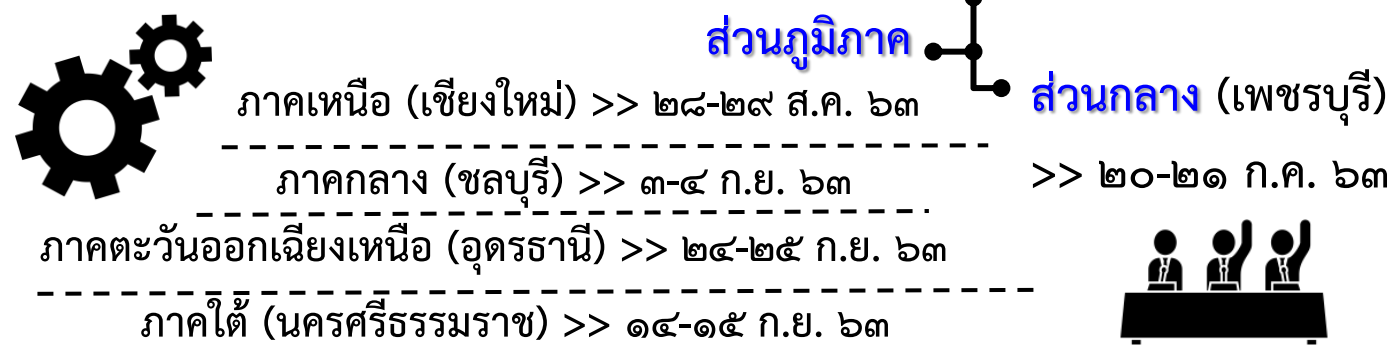 ส่วนภูมิภาค
ภาคเหนือ (เชียงใหม่) >> ๒๘-๒๙ ส.ค. ๖๓
ภาคกลาง (ชลบุรี) >> ๓-๔ ก.ย. ๖๓
ภาคตะวันออกเฉียงเหนือ (อุดรธานี) >> ๒๔-๒๕ ก.ย. ๖๓
ภาคใต้ (นครศรีธรรมราช) >> ๑๔-๑๕ ก.ย. ๖๓
ส่วนกลาง (เพชรบุรี)
>> ๒๐-๒๑ ก.ค. ๖๓